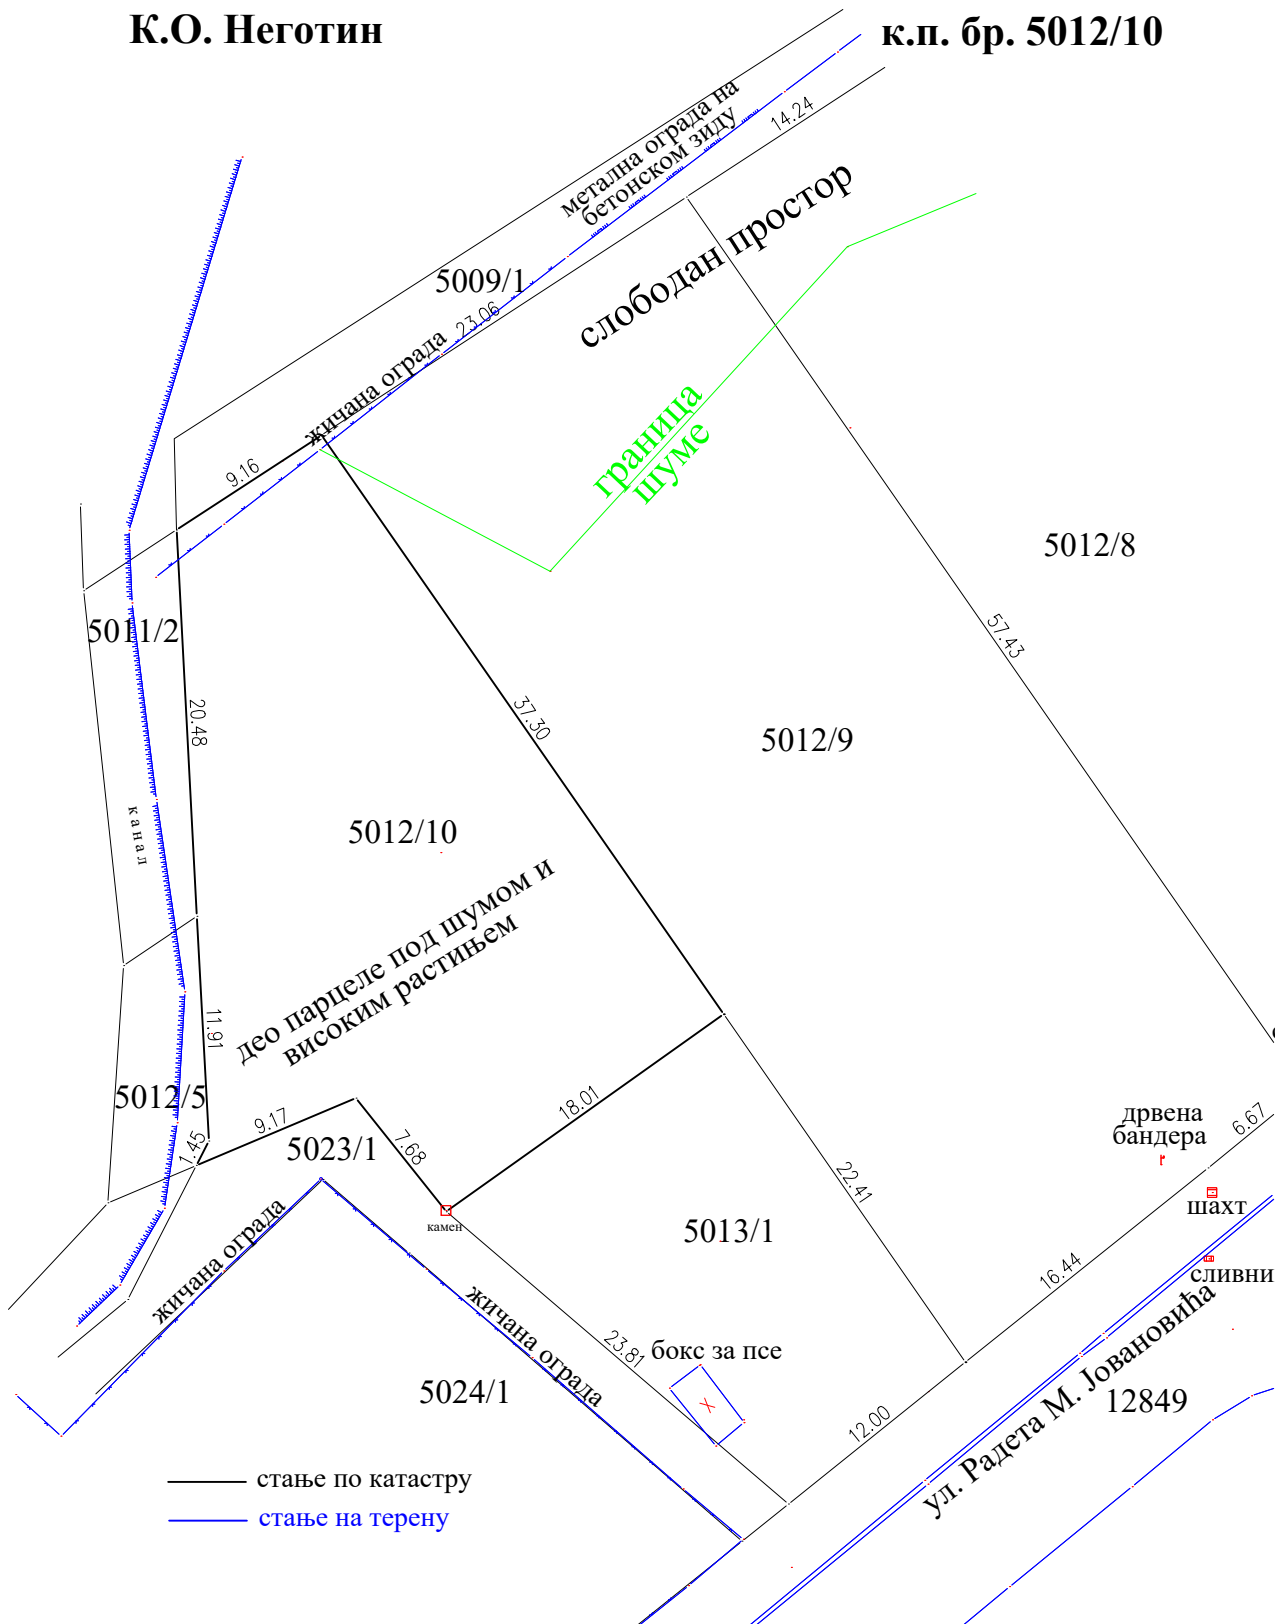 К.О. Неготин
к.п. бр. 5012/10
14.24
метална ограда на
бетонском зиду
слободан простор
5009/1
23.06
жичана ограда
9.16
граница
шуме
5012/8
5011/2
57.43
20.48
37.30
5012/9
канал
5012/10
део парцеле под шумом и
високим растињем
11.91
5012/5
1.45
9.17
5023/1
7.68
18.01
дрвена
бандера
6.67
22.41
шахт
камен
5013/1
жичана ограда
16.44
сливни
жичана ограда
23.81
бокс за псе
5024/1
12.00
ул. Радета М. Јовановића
12849
стање по катастру
стање на терену